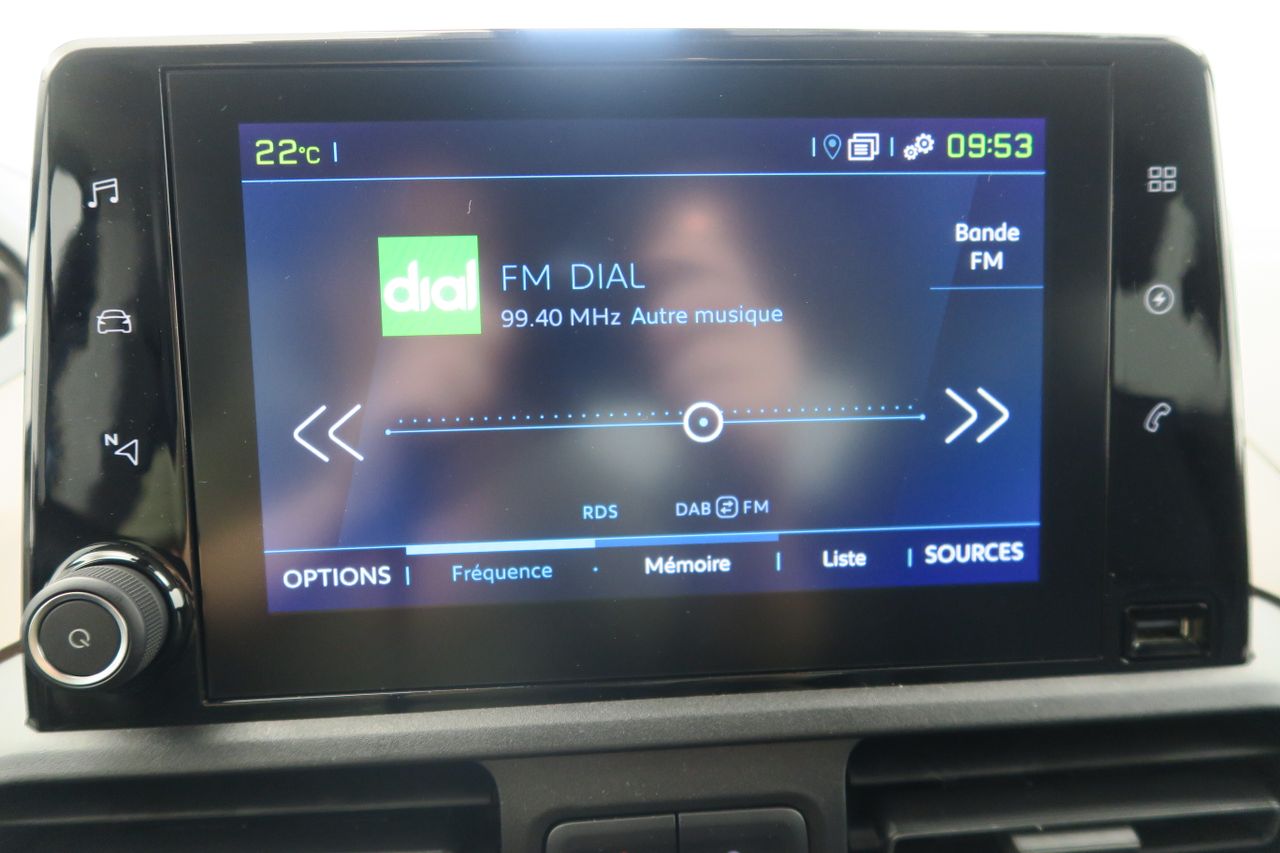 22°C
09:53
Bande
FM
dial
FM DIAL
99.40 MHz Autre musique
N
RDS
DAB FM
OPTIONS
Fréquence
Mémoire
Liste
SOURCES